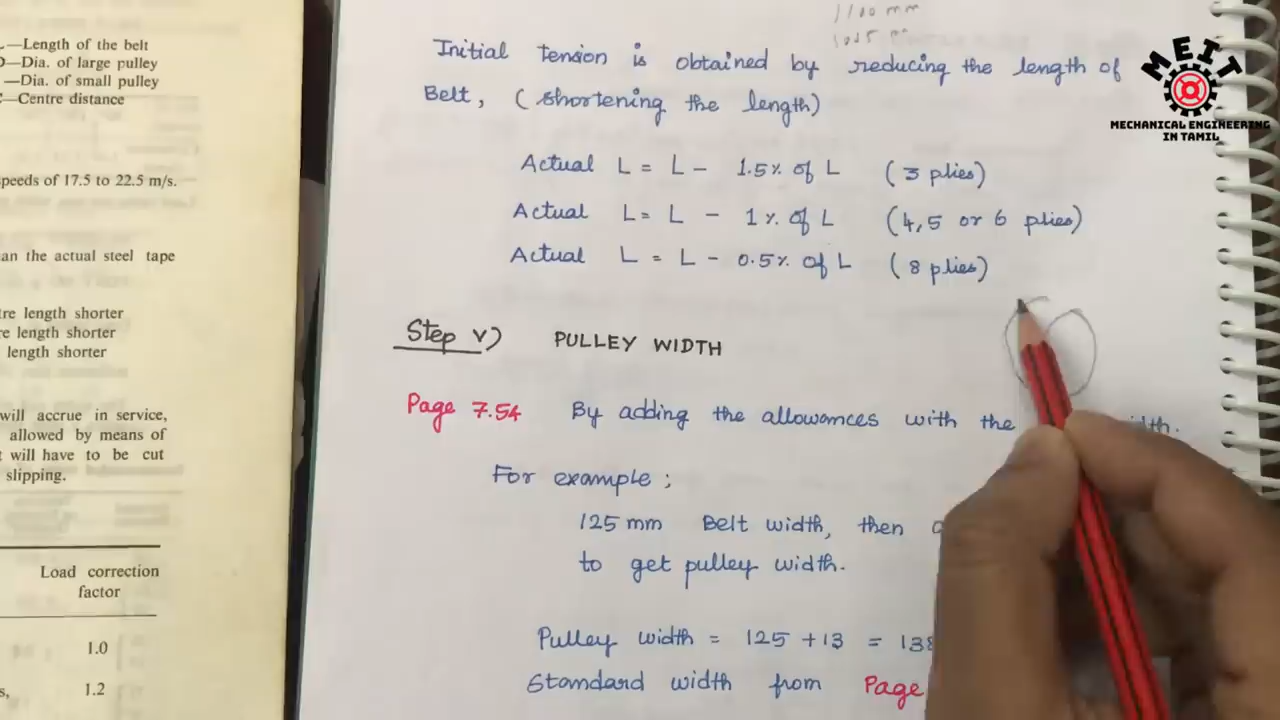 —Length of the belt
—Dia. of large pulley
—Dia. of small pulley
—Centre distance
speeds of 17.5 to 22.5 m/s.
than the actual steel tape
length shorter
length shorter
length shorter
will accrue in service,
allowed by means of
will have to be cut
slipping.
Load correction
factor
1.0
1.2
1100 mm
Initial tension is obtained by reducing the length of
Belt, (shortening the length)
Actual L = L - 1.5% of L (3 plies)
Actual L = L - 1% of L (4, 5 or 6 plies)
Actual L = L - 0.5% of L (8 plies)
Step V) PULLEY WIDTH
Page 7.54 By adding the allowances with the
For example ;
125 mm Belt width, then
to get pulley width.
Pulley width = 125 + 13 = 138
Standard width from Page
MEIT
MECHANICAL ENGINEERING
IN TAMIL